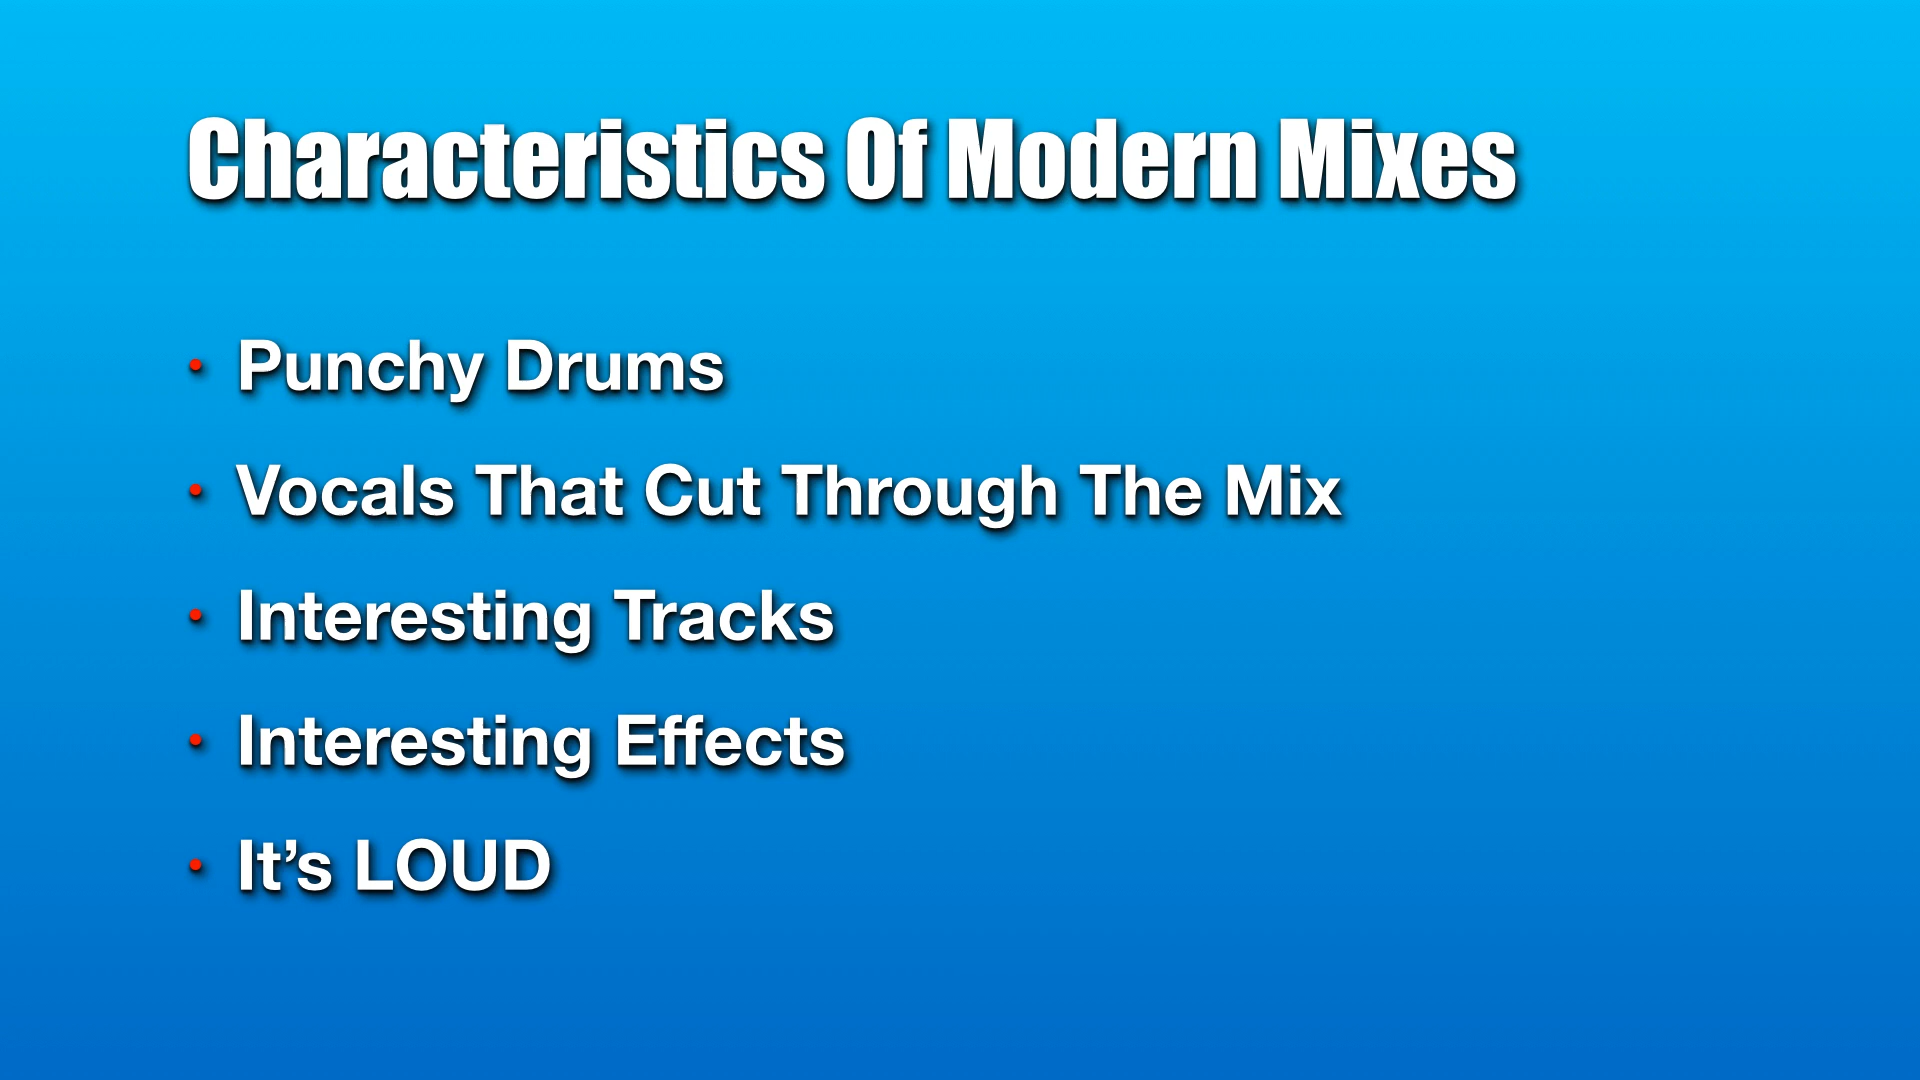 Characteristics Of Modern Mixes
• Punchy Drums
• Vocals That Cut Through The Mix
• Interesting Tracks
• Interesting Effects
• It’s LOUD